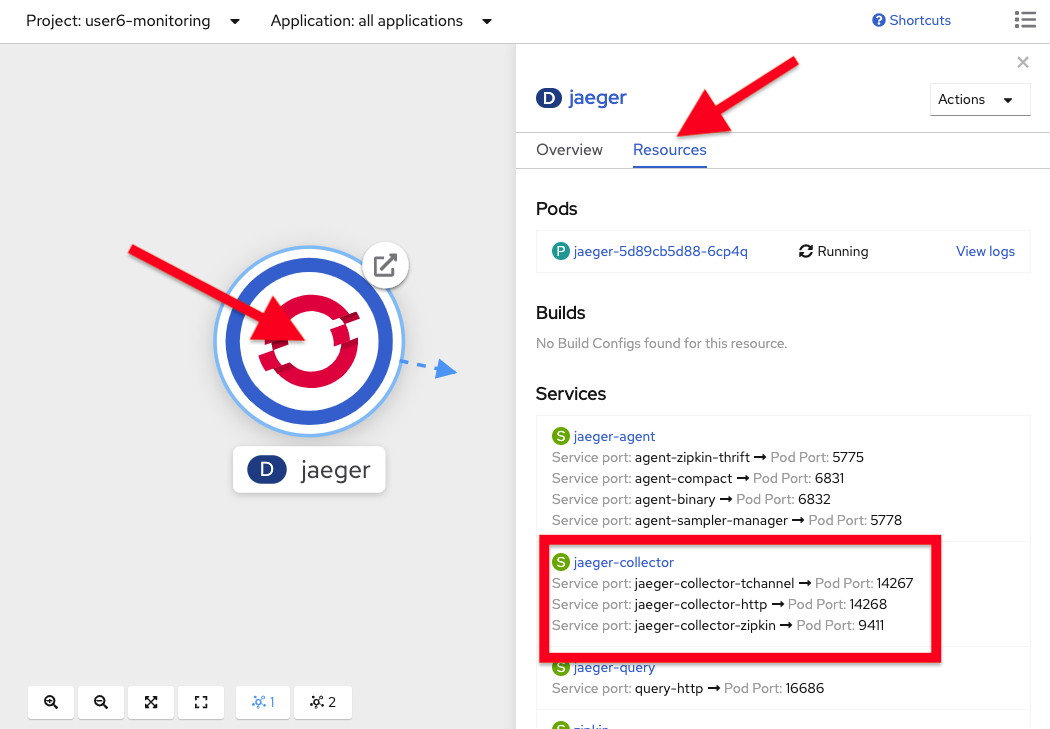 Project: user6-monitoring Application: all applications Shortcuts
D jaeger
Actions
Overview Resources
Pods
P jaeger-5d89cb5d88-6cp4q Running View logs
Builds
No Build Configs found for this resource.
Services
S jaeger-agent
Service port: agent-zipkin-thrift → Pod Port: 5775
Service port: agent-compact → Pod Port: 6831
Service port: agent-binary → Pod Port: 6832
Service port: agent-sampler-manager → Pod Port: 5778
S jaeger-collector
Service port: jaeger-collector-tchannel → Pod Port: 14267
Service port: jaeger-collector-http → Pod Port: 14268
Service port: jaeger-collector-zipkin → Pod Port: 9411
S jaeger-query
Service port: query-http → Pod Port: 16686
D jaeger
1 2